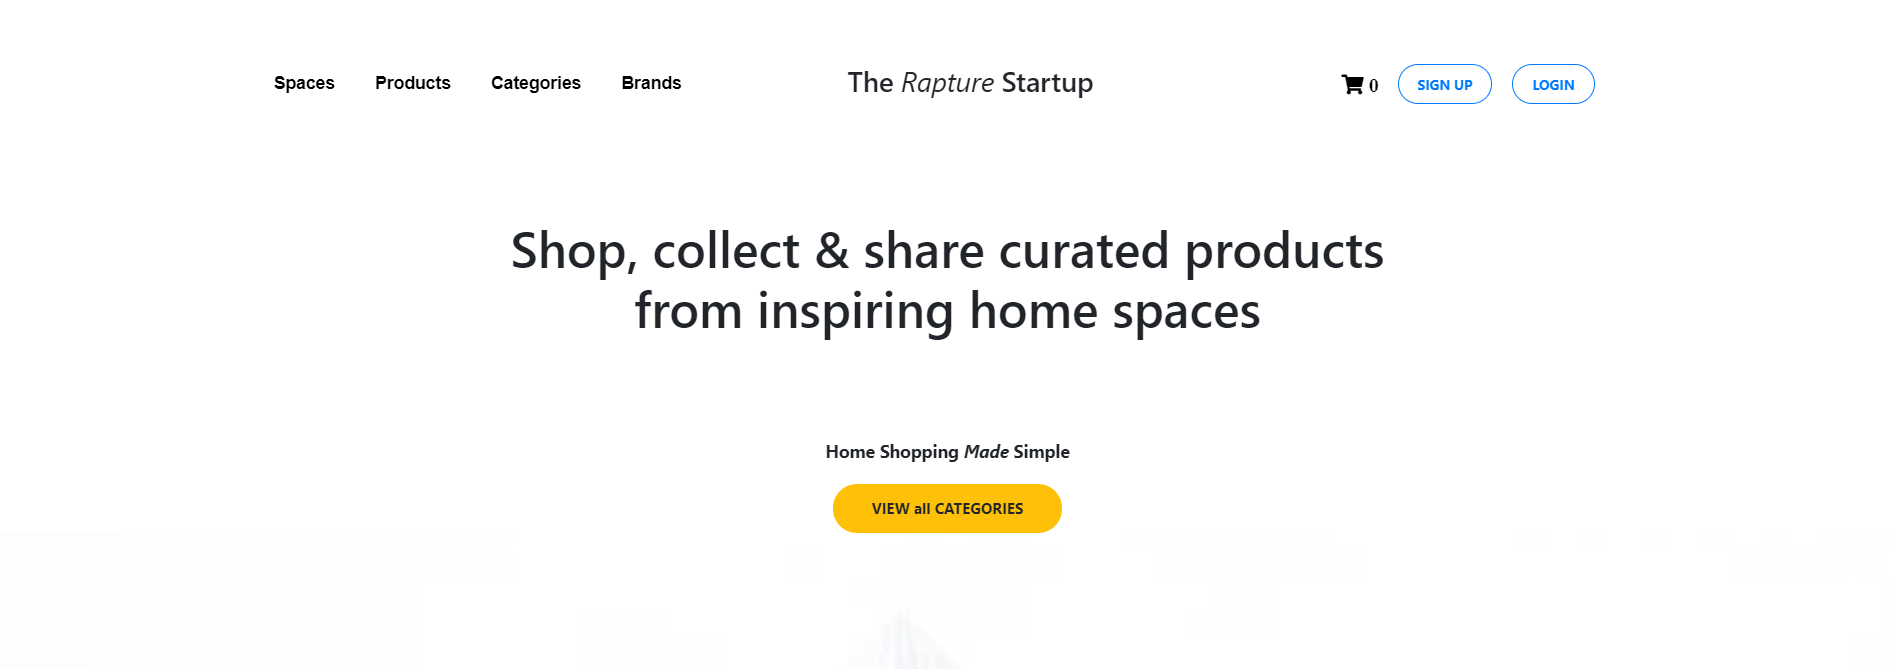 Spaces Products Categories Brands The Rapture Startup 0 SIGN UP LOGIN
Shop, collect & share curated products
from inspiring home spaces
Home Shopping Made Simple
VIEW all CATEGORIES